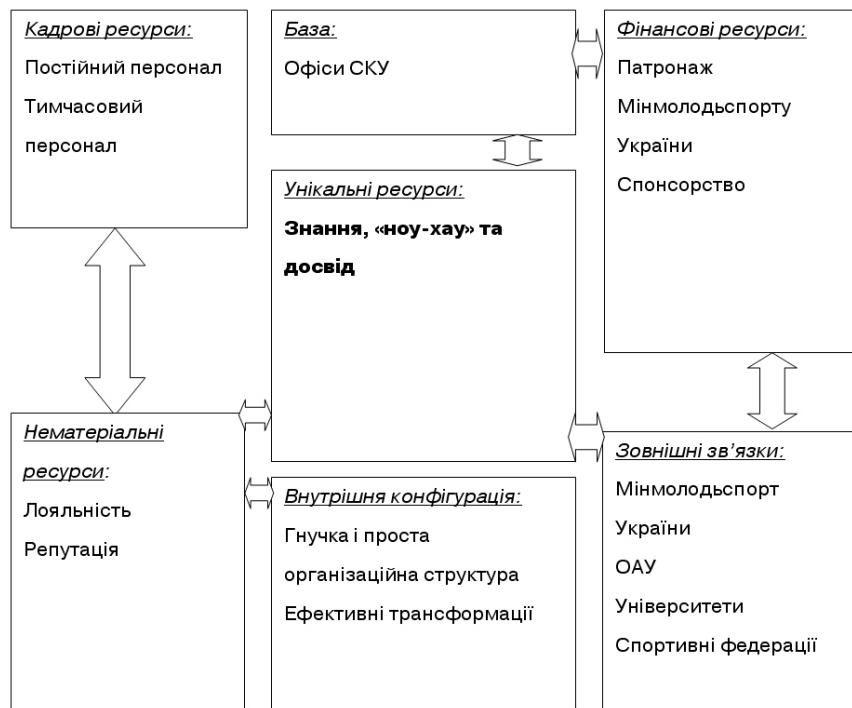 Кадрові ресурси:
Постійний персонал
Тимчасовий
персонал
База:
Офіси СКУ
Фінансові ресурси:
Патронаж
Мінмолодьспорту
України
Спонсорство
Унікальні ресурси:
Знання, «ноу-хау» та
досвід
Нематеріальні
ресурси:
Лояльність
Репутація
Внутрішня конфігурація:
Гнучка і проста
організаційна структура
Ефективні трансформації
Зовнішні зв’язки:
Мінмолодьспорт
України
ОАУ
Університети
Спортивні федерації